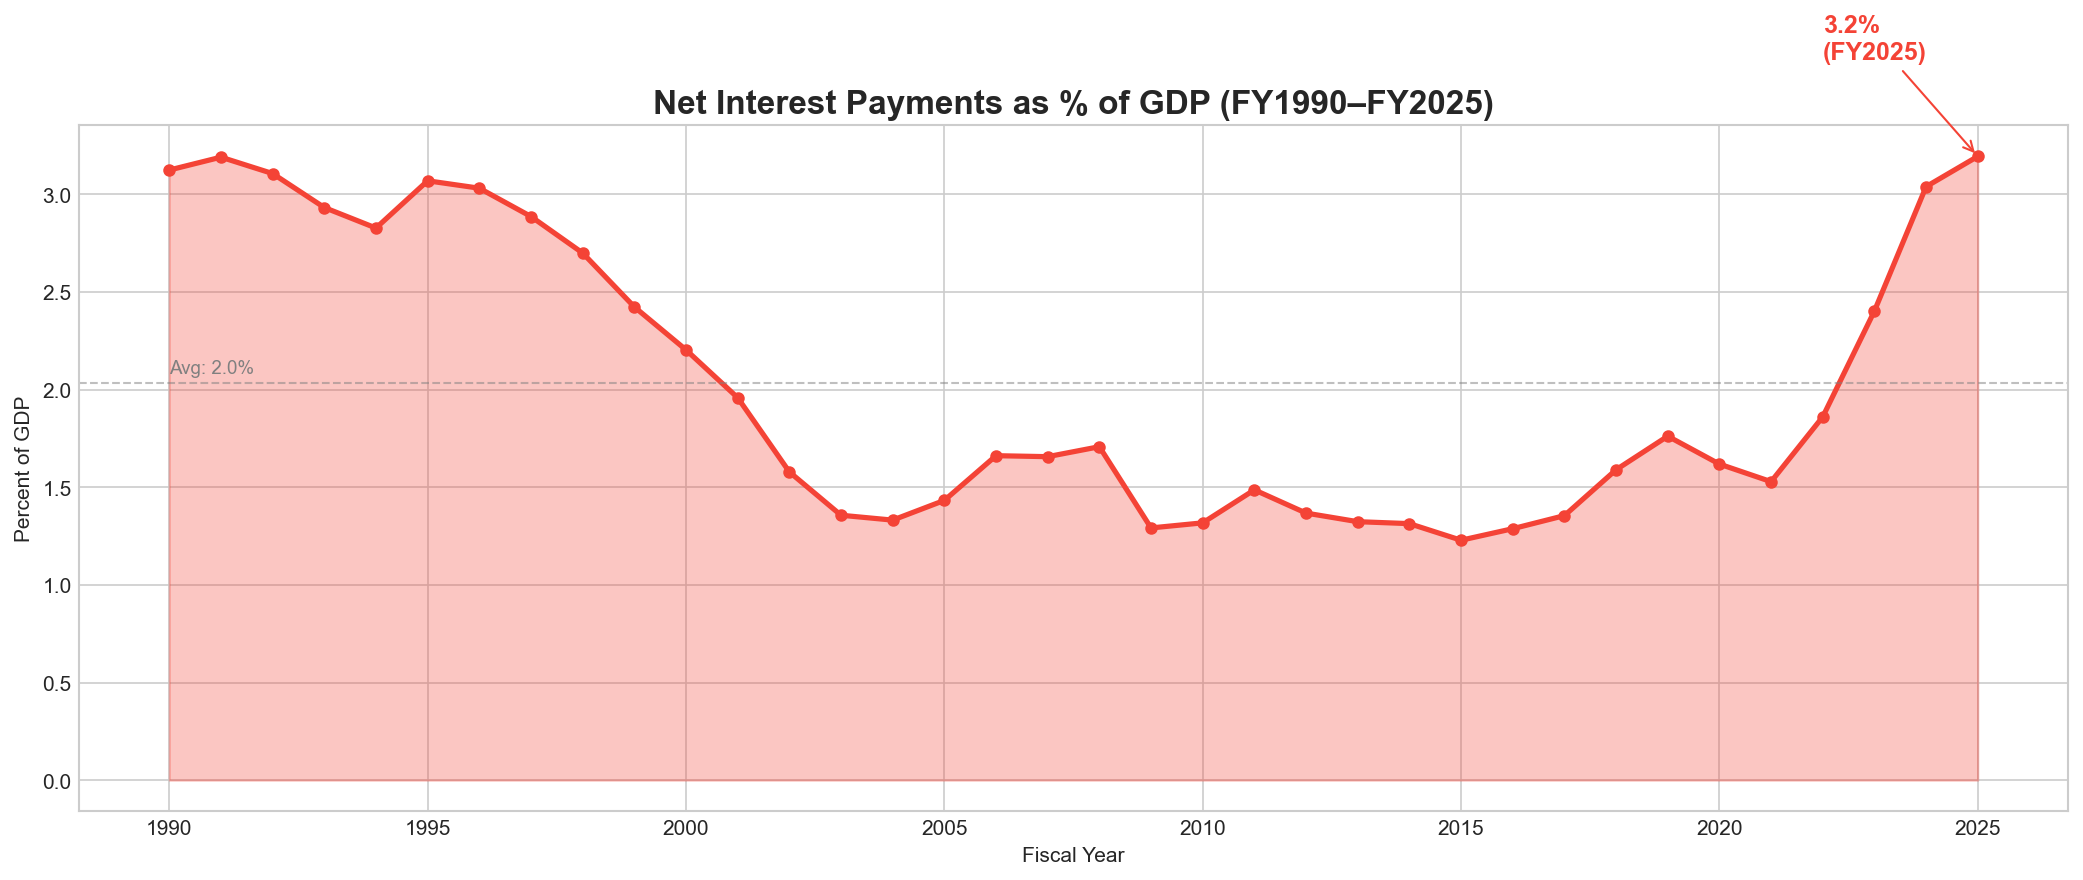 3.2%
(FY2025)
Net Interest Payments as % of GDP (FY1990–FY2025)
Percent of GDP
3.0
2.5
2.0
1.5
1.0
0.5
0.0
Avg: 2.0%
1990 1995 2000 2005 2010 2015 2020 2025
Fiscal Year